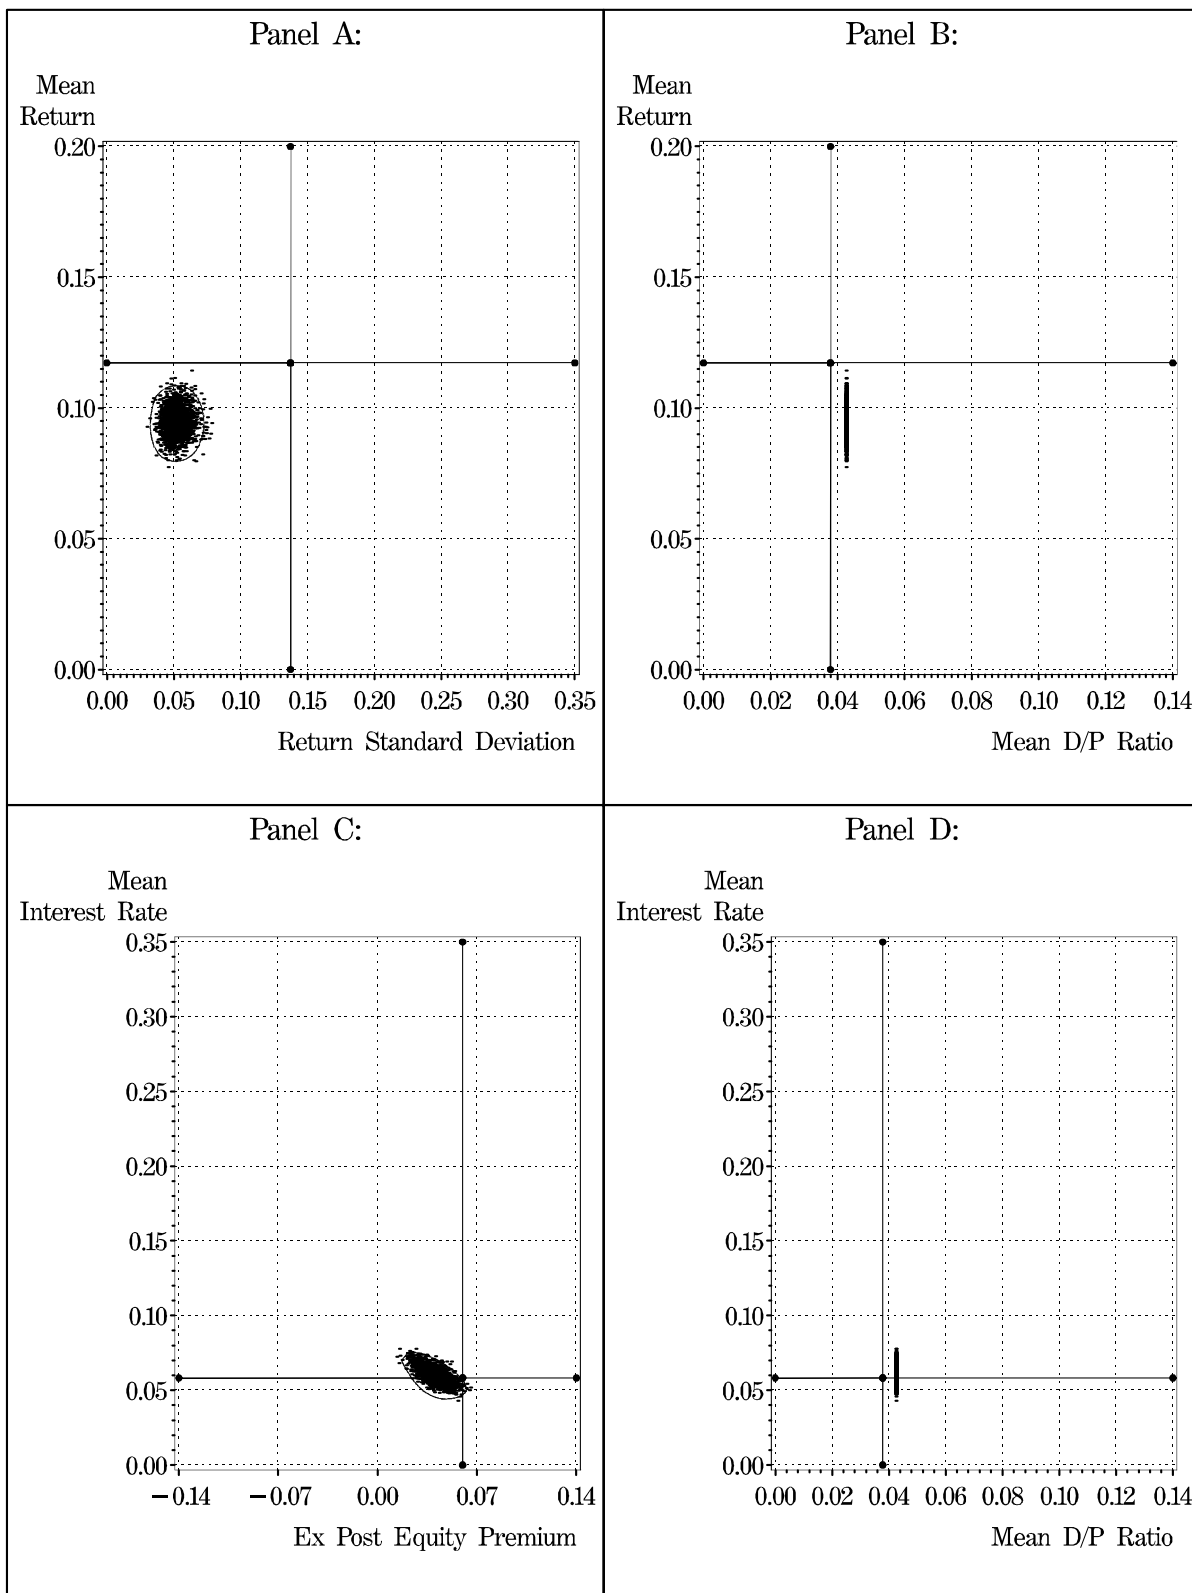 Panel A:
Mean
Return
0.20
0.15
0.10
0.05
0.00
0.00 0.05 0.10 0.15 0.20 0.25 0.30 0.35
Return Standard Deviation
Panel B:
Mean
Return
0.20
0.15
0.10
0.05
0.00
0.00 0.02 0.04 0.06 0.08 0.10 0.12 0.14
Mean D/P Ratio
Panel C:
Mean
Interest Rate
0.35
0.30
0.25
0.20
0.15
0.10
0.05
0.00
−0.14 −0.07 0.00 0.07 0.14
Ex Post Equity Premium
Panel D:
Mean
Interest Rate
0.35
0.30
0.25
0.20
0.15
0.10
0.05
0.00
0.00 0.02 0.04 0.06 0.08 0.10 0.12 0.14
Mean D/P Ratio